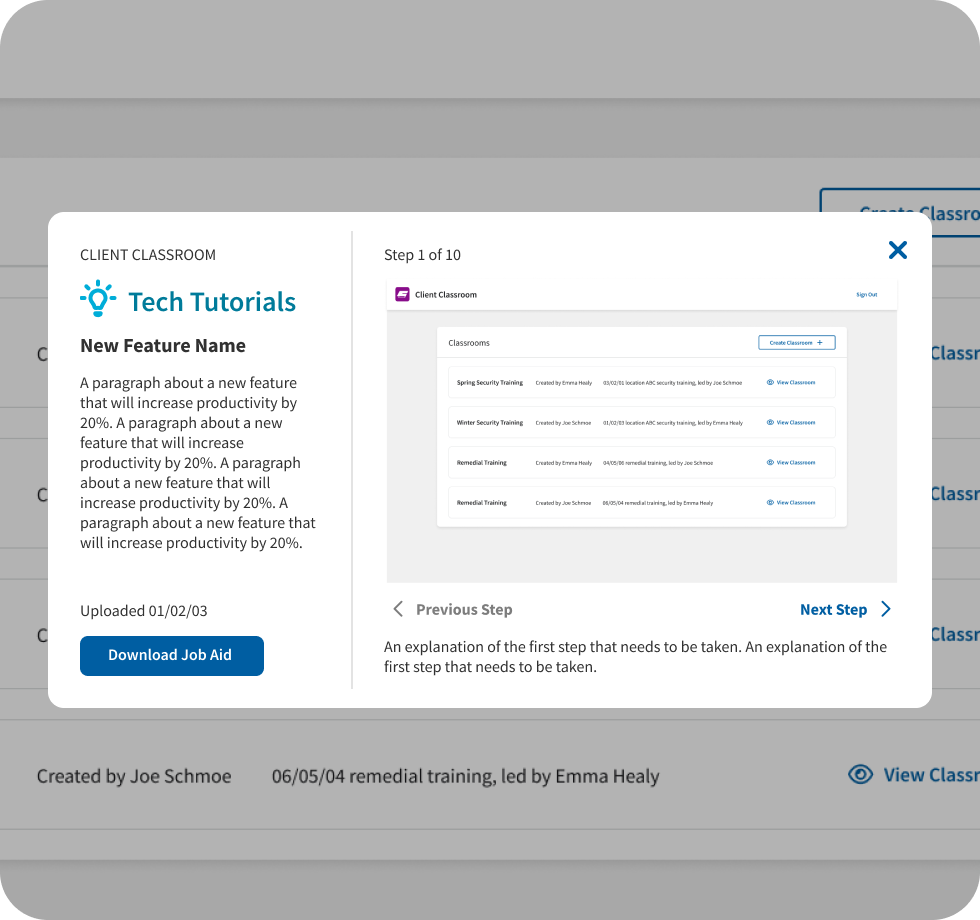 Create Classro
CLIENT CLASSROOM
Tech Tutorials
New Feature Name
A paragraph about a new feature
that will increase productivity by
20%. A paragraph about a new
feature that will increase
productivity by 20%. A paragraph
about a new feature that will
increase productivity by 20%. A
paragraph about a new feature that
will increase productivity by 20%.
Uploaded 01/02/03
Download Job Aid
Step 1 of 10
Client Classroom
Sign Out
Classrooms
Create Classroom +
Spring Security Training Created by Emma Healy 03/02/01 location ABC security training, led by Joe Schmoe View Classroom
Winter Security Training Created by Joe Schmoe 01/02/03 location ABC security training, led by Emma Healy View Classroom
Remedial Training Created by Emma Healy 04/05/06 remedial training, led by Joe Schmoe View Classroom
Remedial Training Created by Joe Schmoe 06/05/04 remedial training, led by Emma Healy View Classroom
Previous Step
Next Step
An explanation of the first step that needs to be taken. An explanation of the
first step that needs to be taken.
C Classr
C Classr
C Classr
Created by Joe Schmoe 06/05/04 remedial training, led by Emma Healy View Classr